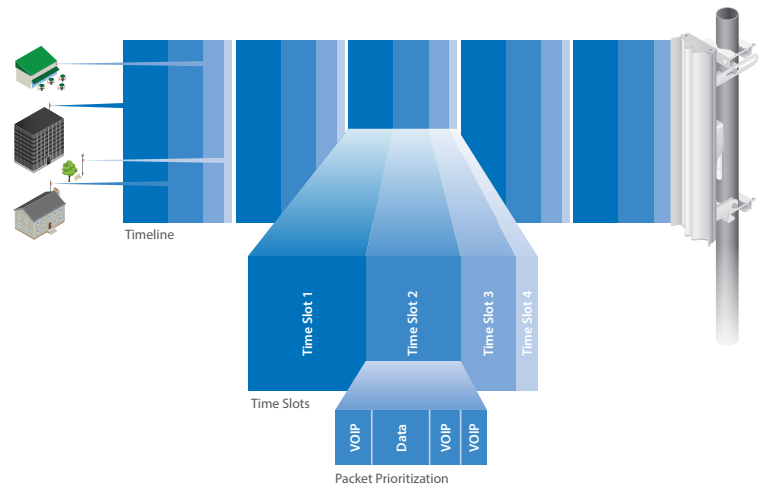 Timeline
Time Slot 1
Time Slot 2
Time Slot 3
Time Slot 4
Time Slots
VOIP
Data
VOIP
VOIP
Packet Prioritization